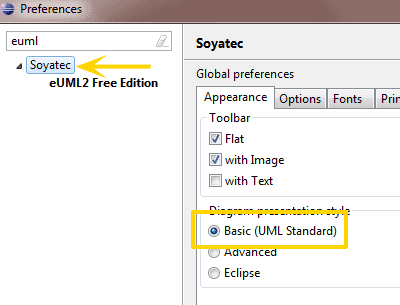 Preferences
euml
Soyatec
eUML2 Free Edition
Soyatec
Global preferences
Appearance Options Fonts
Toolbar
Flat
with Image
with Text
Diagram presentation style
Basic (UML Standard)
Advanced
Eclipse